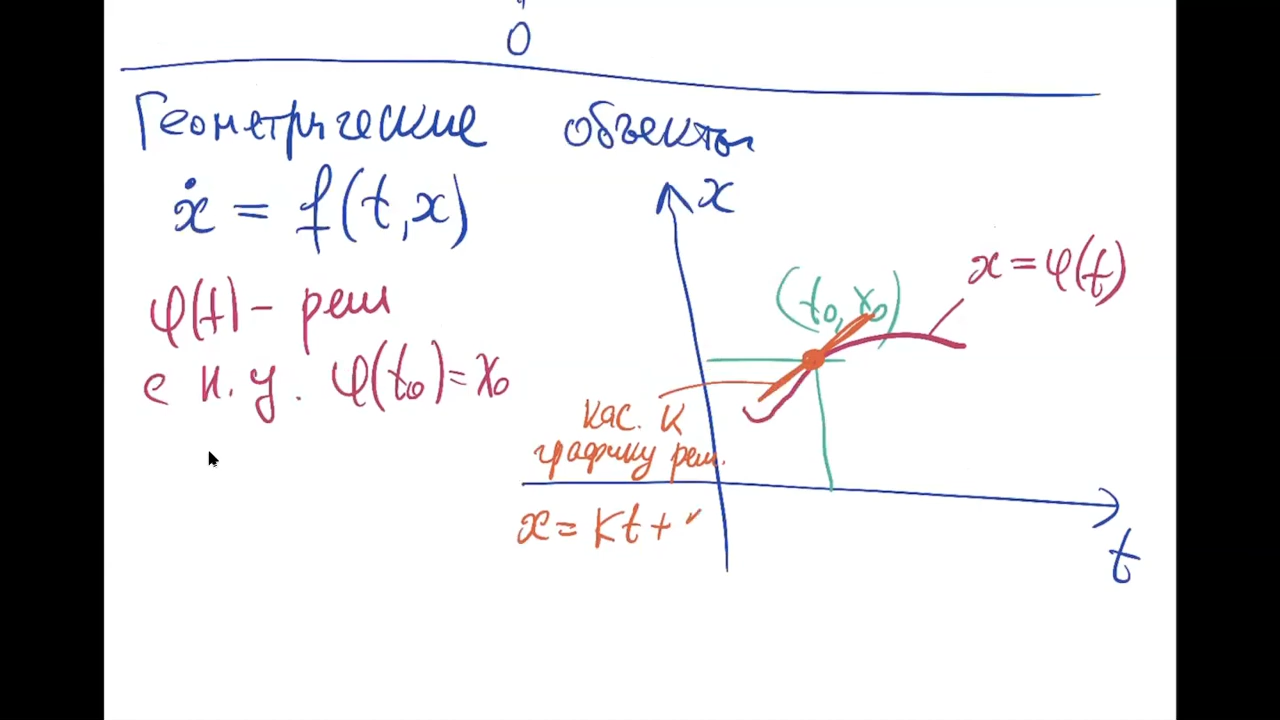 0
Геометрические объекты
ẋ = f(t,x)
φ(t) – реш
с н.у. φ(t₀)=x₀
x
(t₀, x₀)
x = φ(t)
кас. к
графику реш.
x = kt +
t